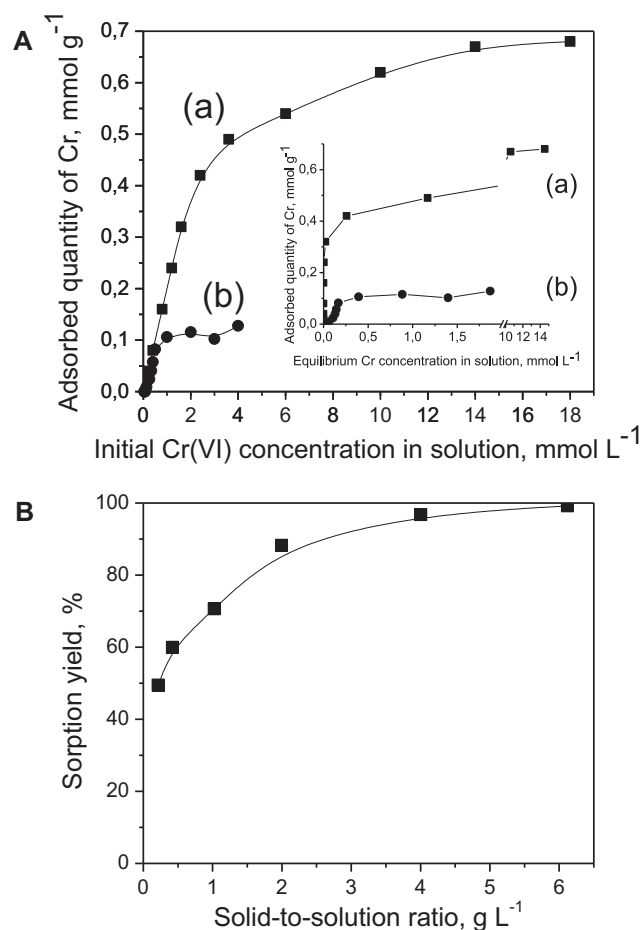 A
Adsorbed quantity of Cr, mmol g-1
0,7
0,6
0,5
0,4
0,3
0,2
0,1
0,0
(a)
(b)
0 2 4 6 8 10 12 14 16 18
Initial Cr(VI) concentration in solution, mmol L-1
Adsorbed quantity of Cr, mmol g-1
0,6
0,4
0,2
0,0
(a)
(b)
0,0 0,5 1,0 1,5 10 12 14
Equilibrium Cr concentration in solution, mmol L-1
B
Sorption yield, %
100
80
60
40
20
0
0 1 2 3 4 5 6
Solid-to-solution ratio, g L-1